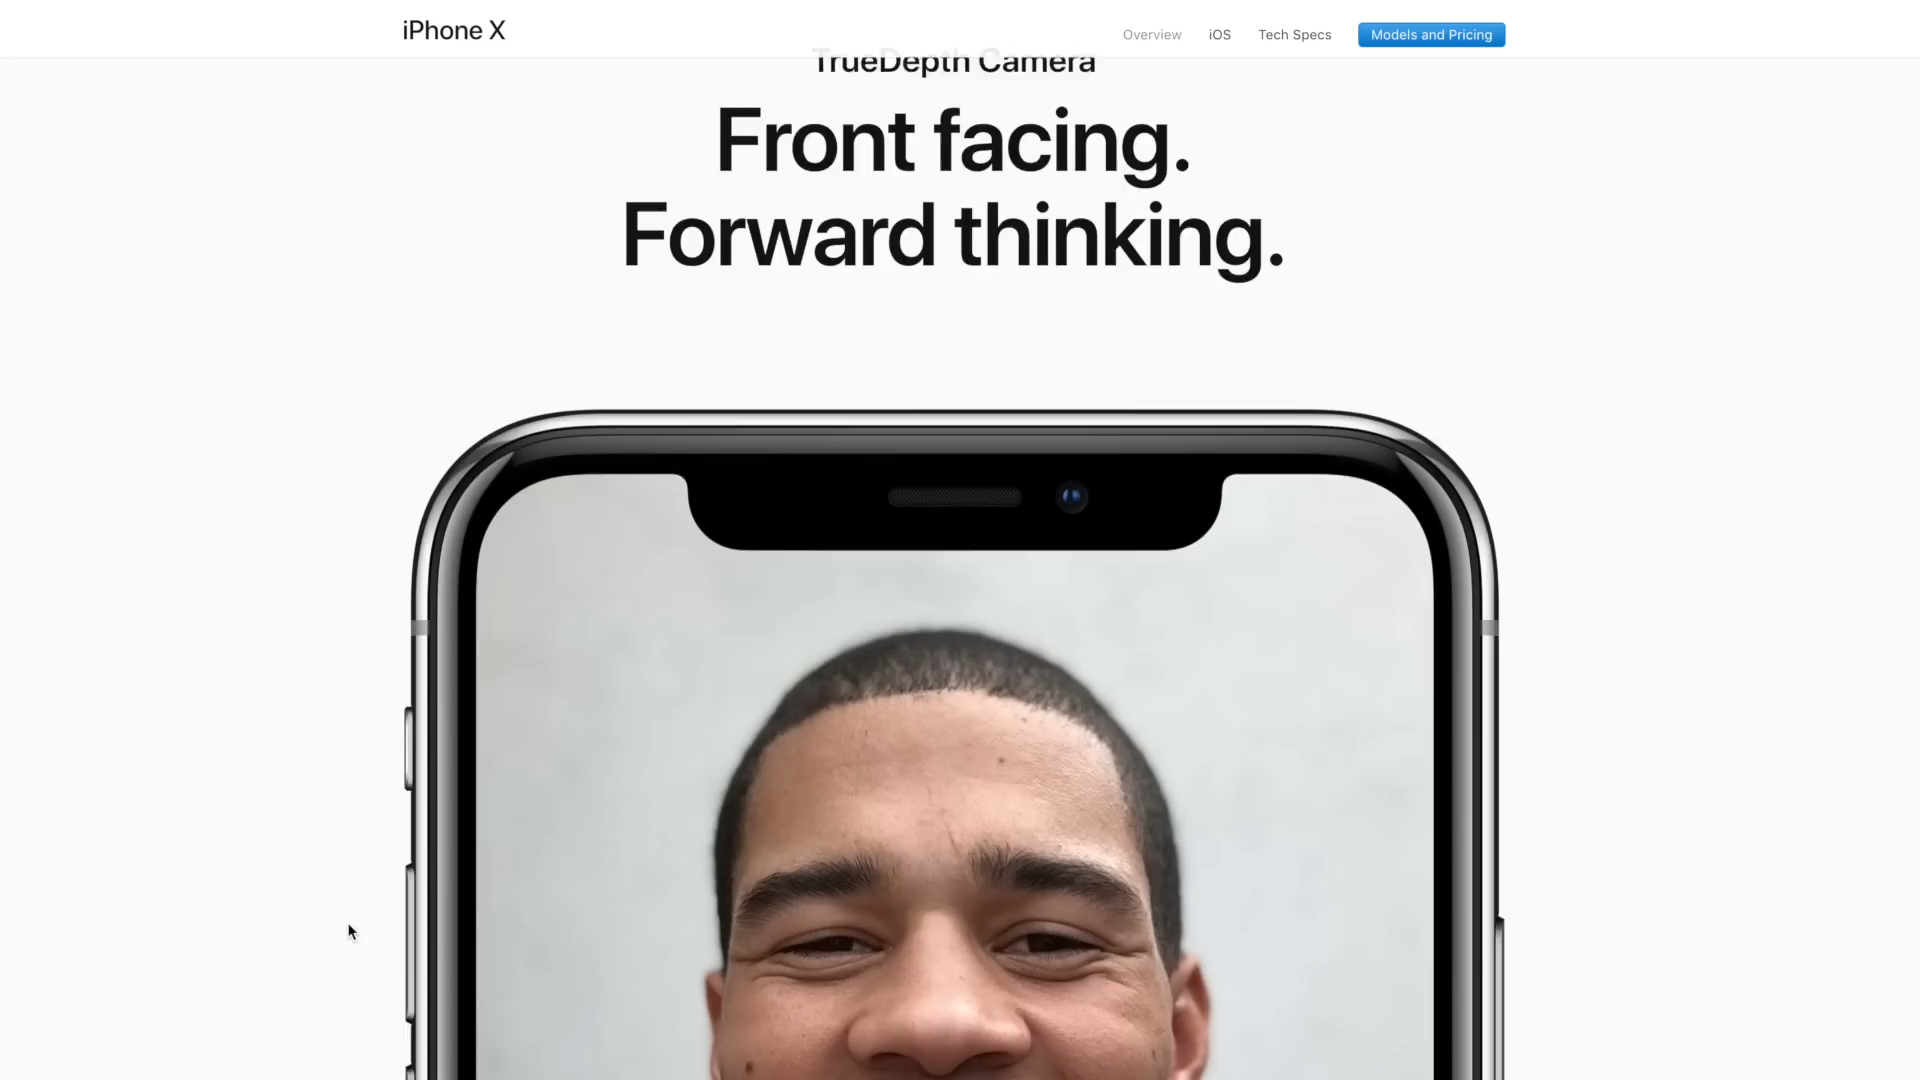 iPhone X
Overview
iOS
Tech Specs
Models and Pricing
TrueDepth Camera
Front facing.
Forward thinking.